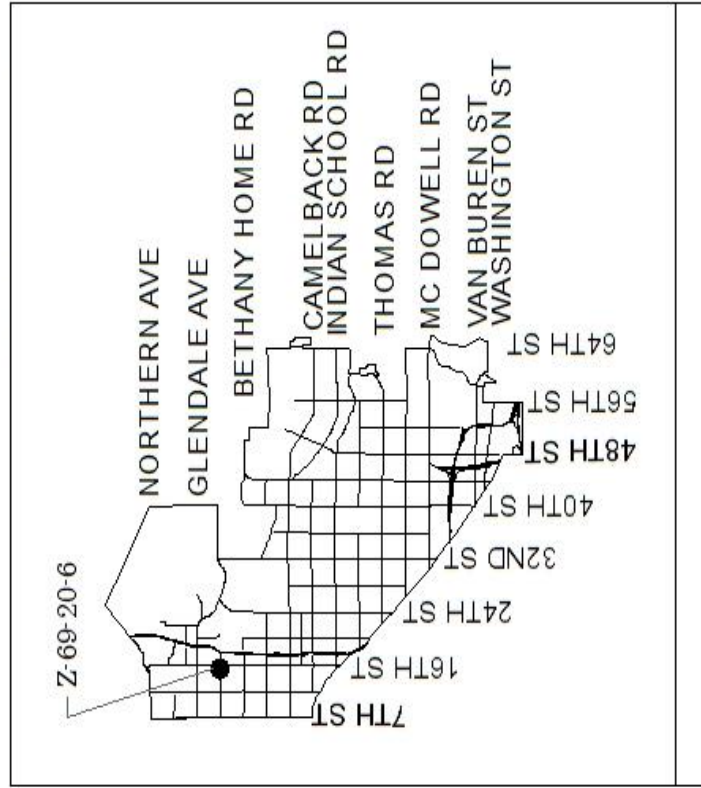 Z-69-20-6
NORTHERN AVE
GLENDALE AVE
BETHANY HOME RD
CAMELBACK RD
INDIAN SCHOOL RD
THOMAS RD
MC DOWELL RD
VAN BUREN ST
WASHINGTON ST
7TH ST
16TH ST
24TH ST
32ND ST
40TH ST
48TH ST
56TH ST
64TH ST